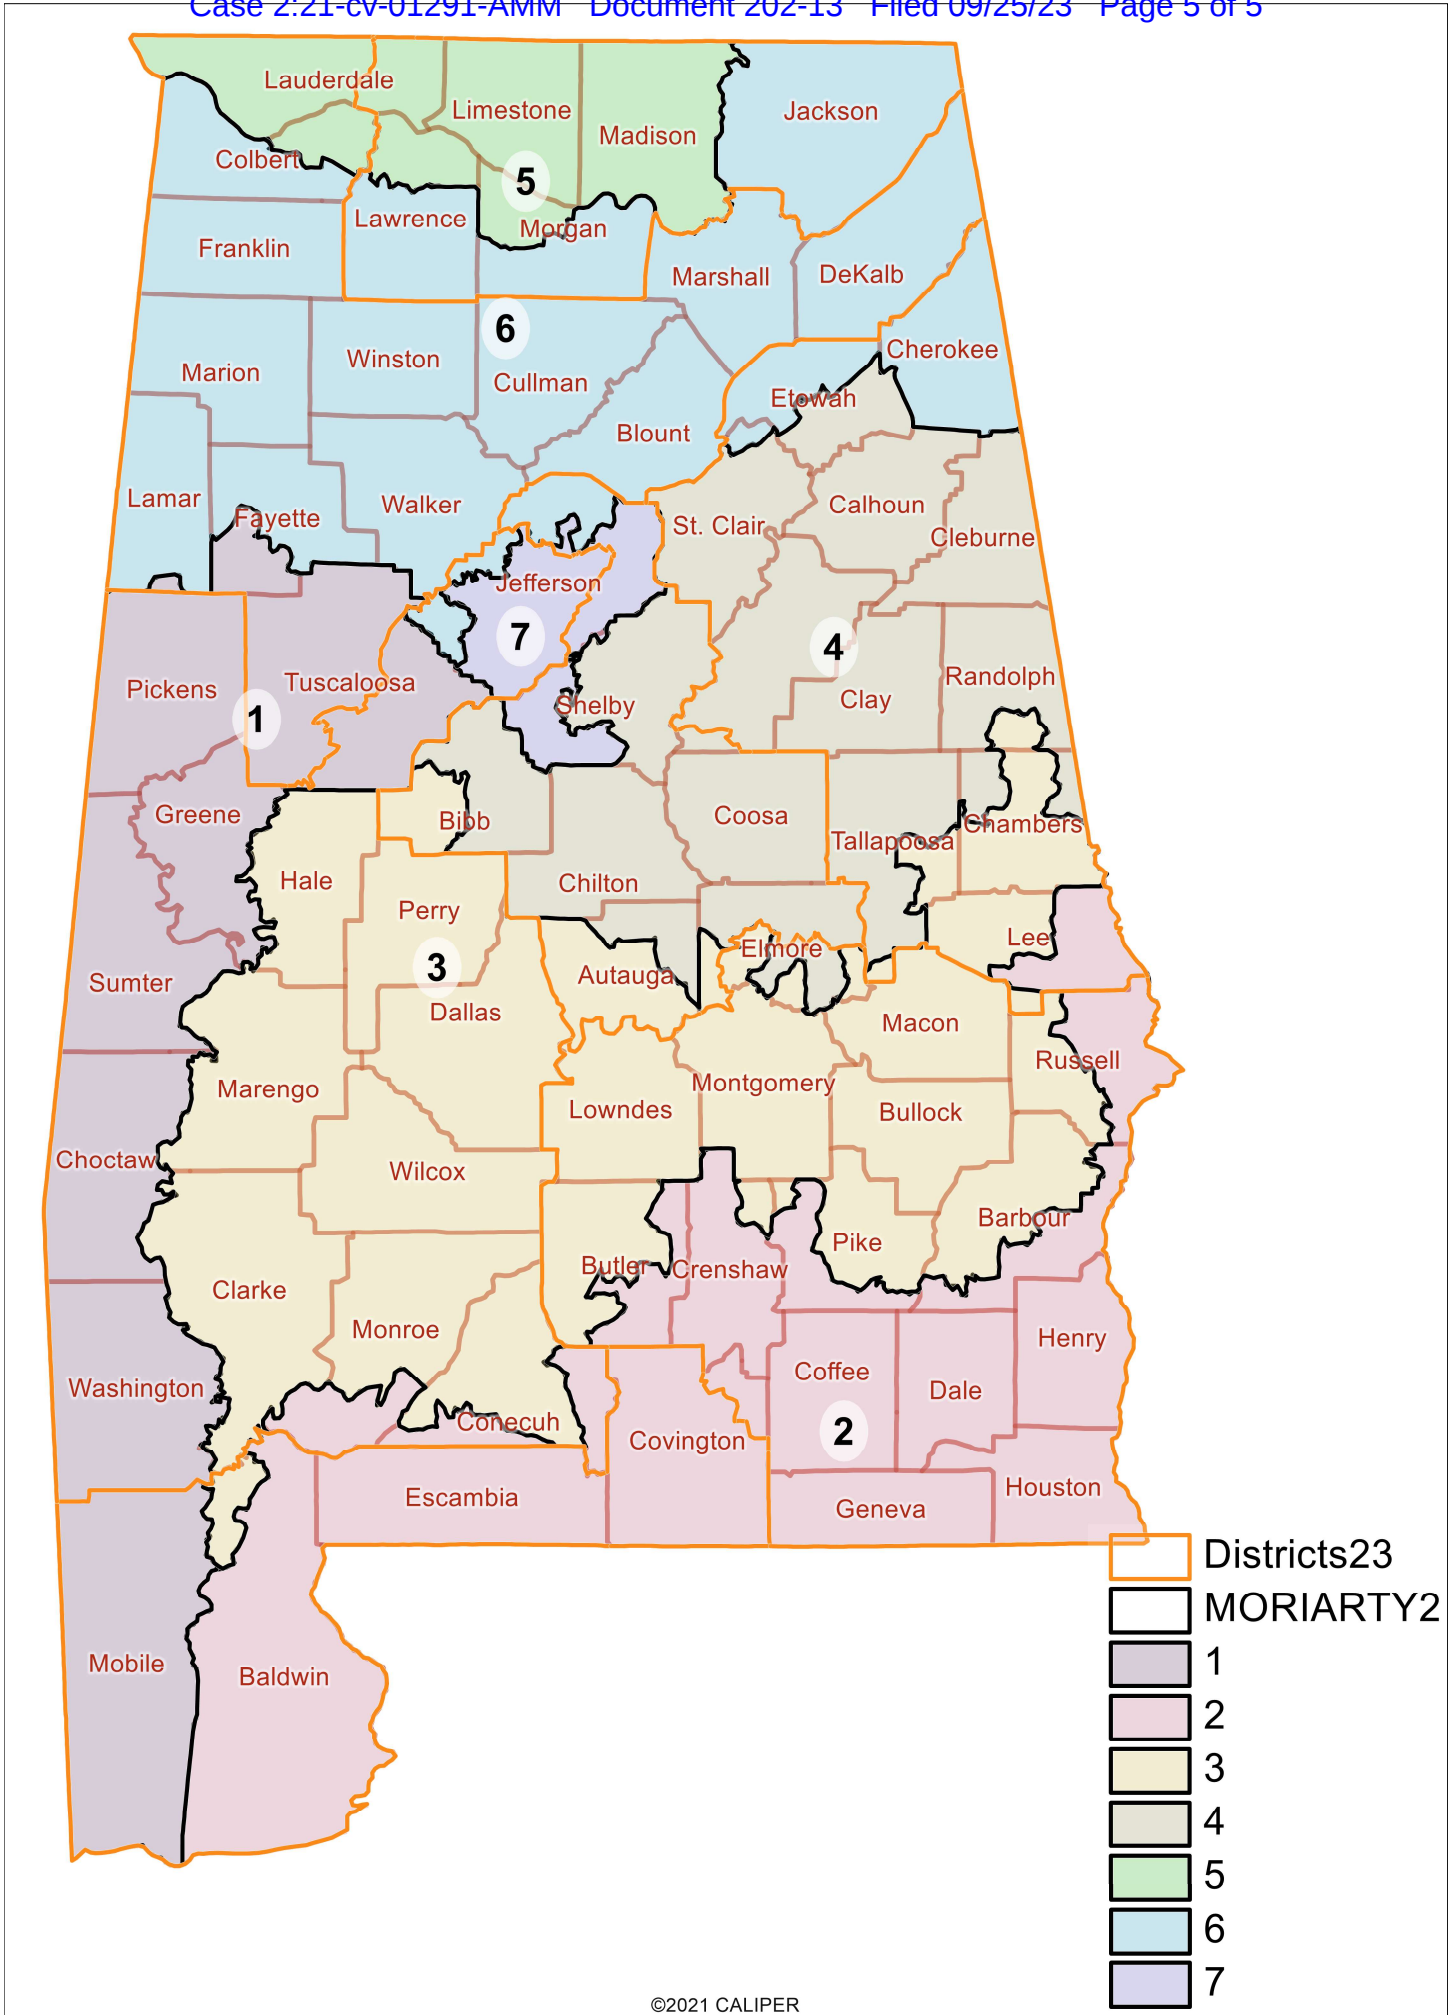 Case 2:21-cv-01291-AMM Document 202-13 Filed 09/25/23 Page 5 of 5
Lauderdale
Limestone
Madison
Jackson
Colbert
5
Lawrence
Morgan
Franklin
Marshall
DeKalb
6
Cherokee
Marion
Winston
Cullman
Etowah
Blount
Lamar
Fayette
Walker
St. Clair
Calhoun
Cleburne
Jefferson
7
4
Pickens
Tuscaloosa
1
Shelby
Clay
Randolph
Greene
Bibb
Coosa
Tallapoosa
Chambers
Hale
Chilton
Perry
3
Lee
Elmore
Autauga
Sumter
Dallas
Macon
Marengo
Montgomery
Russell
Lowndes
Bullock
Choctaw
Wilcox
Barbour
Pike
Butler
Crenshaw
Clarke
Monroe
Henry
Washington
Coffee
Dale
Conecuh
2
Covington
Escambia
Geneva
Houston
Mobile
Baldwin
Districts23
MORIARTY2
1
2
3
4
5
6
7
©2021 CALIPER